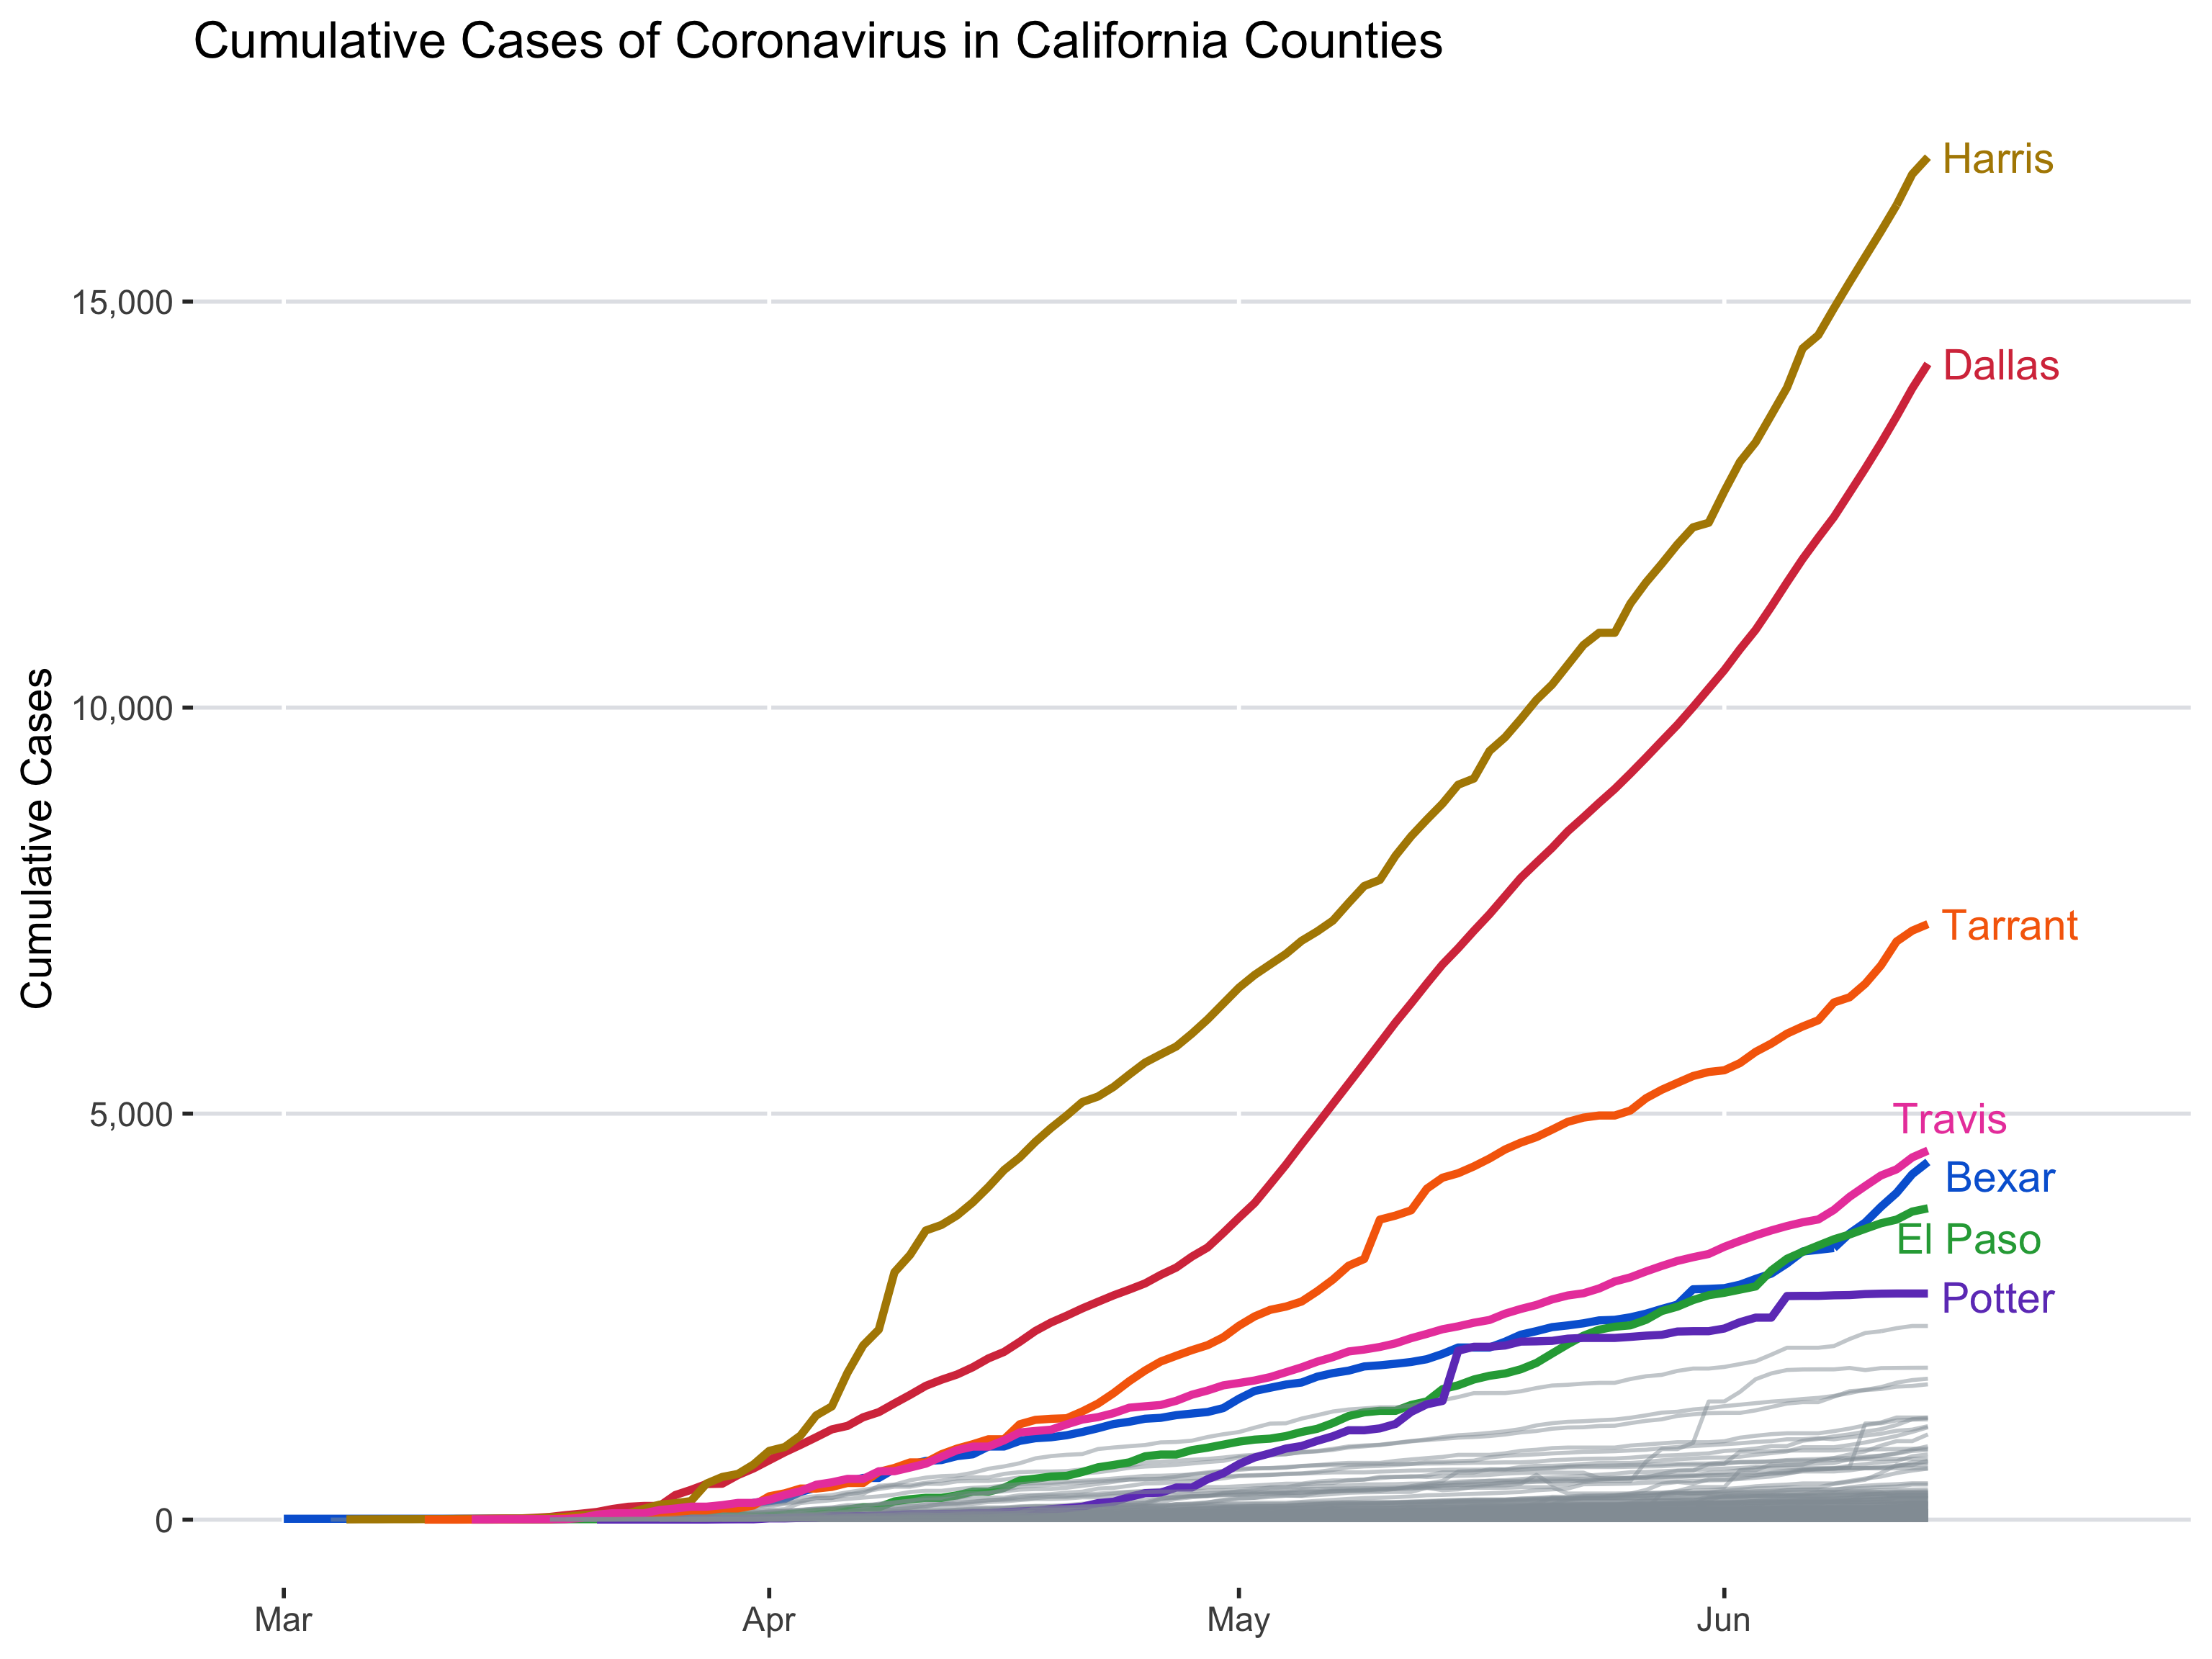 Cumulative Cases of Coronavirus in California Counties
Harris
15,000
Dallas
10,000
Cumulative Cases
Tarrant
5,000
Travis
Bexar
El Paso
Potter
0
Mar
Apr
May
Jun